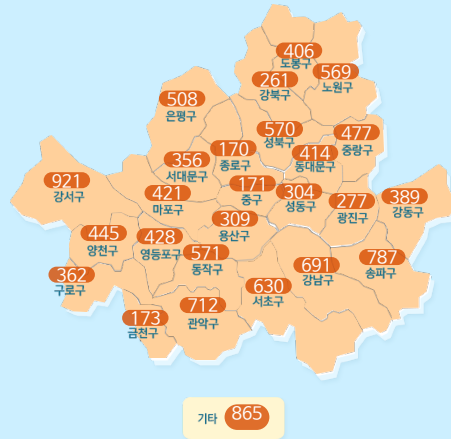 406
도봉구
569
노원구
261
강북구
508
은평구
570
성북구
477
중랑구
170
종로구
414
동대문구
356
서대문구
921
강서구
421
마포구
171
중구
304
성동구
277
광진구
389
강동구
309
용산구
445
양천구
428
영등포구
571
동작구
787
송파구
691
강남구
362
구로구
630
서초구
712
관악구
173
금천구
기타 865